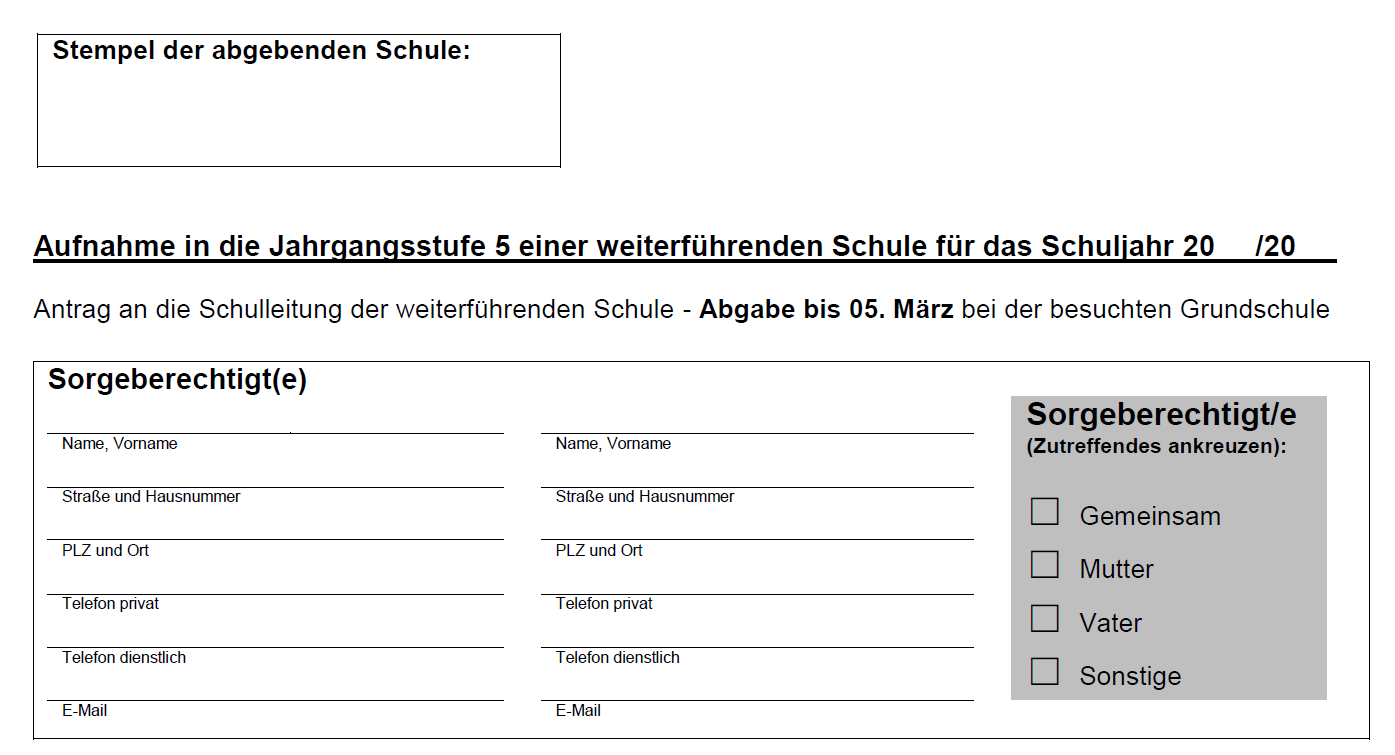 Stempel der abgebenden Schule:
Aufnahme in die Jahrgangsstufe 5 einer weiterführenden Schule für das Schuljahr 20 /20
Antrag an die Schulleitung der weiterführenden Schule - Abgabe bis 05. März bei der besuchten Grundschule
Sorgeberechtigt(e)
Name, Vorname
Straße und Hausnummer
PLZ und Ort
Telefon privat
Telefon dienstlich
E-Mail
Name, Vorname
Straße und Hausnummer
PLZ und Ort
Telefon privat
Telefon dienstlich
E-Mail
Sorgeberechtigt/e
(Zutreffendes ankreuzen):
Gemeinsam
Mutter
Vater
Sonstige